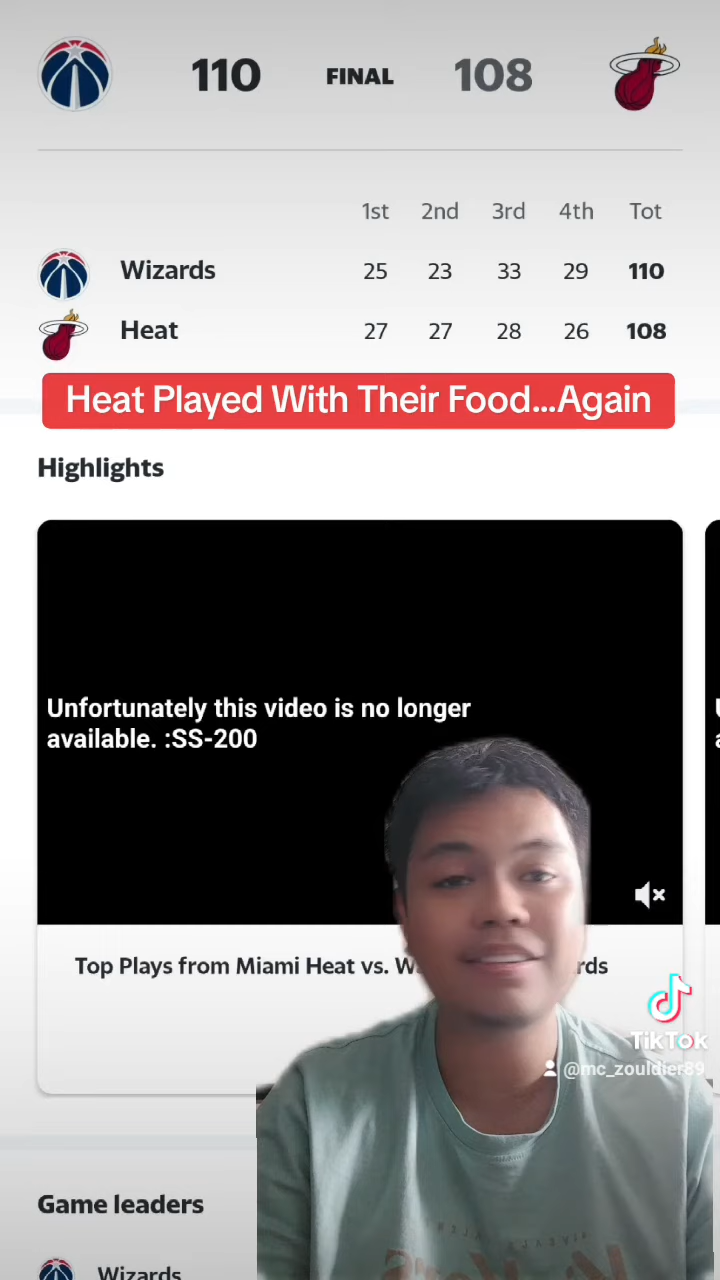 110 FINAL 108
1st 2nd 3rd 4th Tot
Wizards 25 23 33 29 110
Heat 27 27 28 26 108
Heat Played With Their Food...Again
Highlights
Unfortunately this video is no longer
available. :SS-200
Top Plays from Miami Heat vs. W rds
TikTok
@mc_zouldier89
Game leaders
Wizards